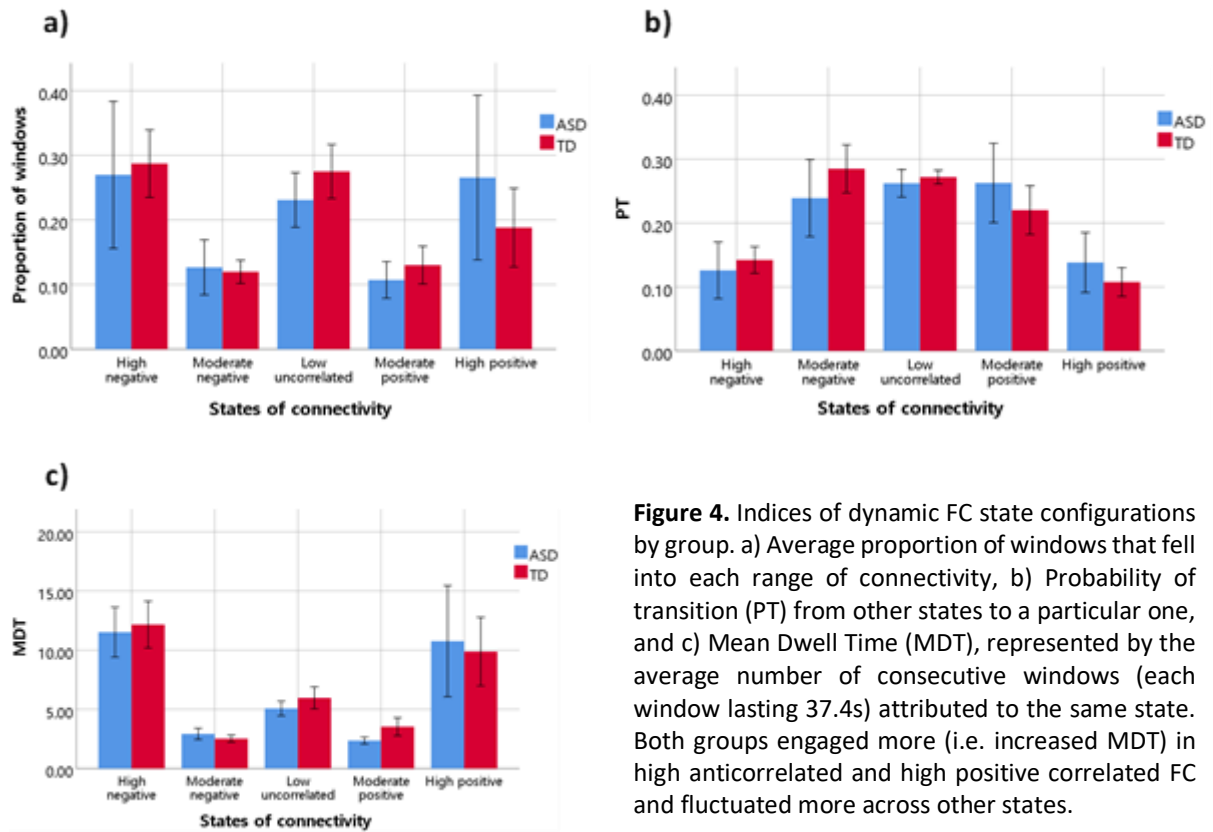 a)
Proportion of windows
0.40
0.30
0.20
0.10
0.00
ASD
TD
High negative
Moderate negative
Low uncorrelated
Moderate positive
High positive
States of connectivity
b)
PT
0.40
0.30
0.20
0.10
0.00
ASD
TD
High negative
Moderate negative
Low uncorrelated
Moderate positive
High positive
States of connectivity
c)
MDT
20.00
15.00
10.00
5.00
0.00
ASD
TD
High negative
Moderate negative
Low uncorrelated
Moderate positive
High positive
States of connectivity
Figure 4. Indices of dynamic FC state configurations
by group. a) Average proportion of windows that fell
into each range of connectivity, b) Probability of
transition (PT) from other states to a particular one,
and c) Mean Dwell Time (MDT), represented by the
average number of consecutive windows (each
window lasting 37.4s) attributed to the same state.
Both groups engaged more (i.e. increased MDT) in
high anticorrelated and high positive correlated FC
and fluctuated more across other states.